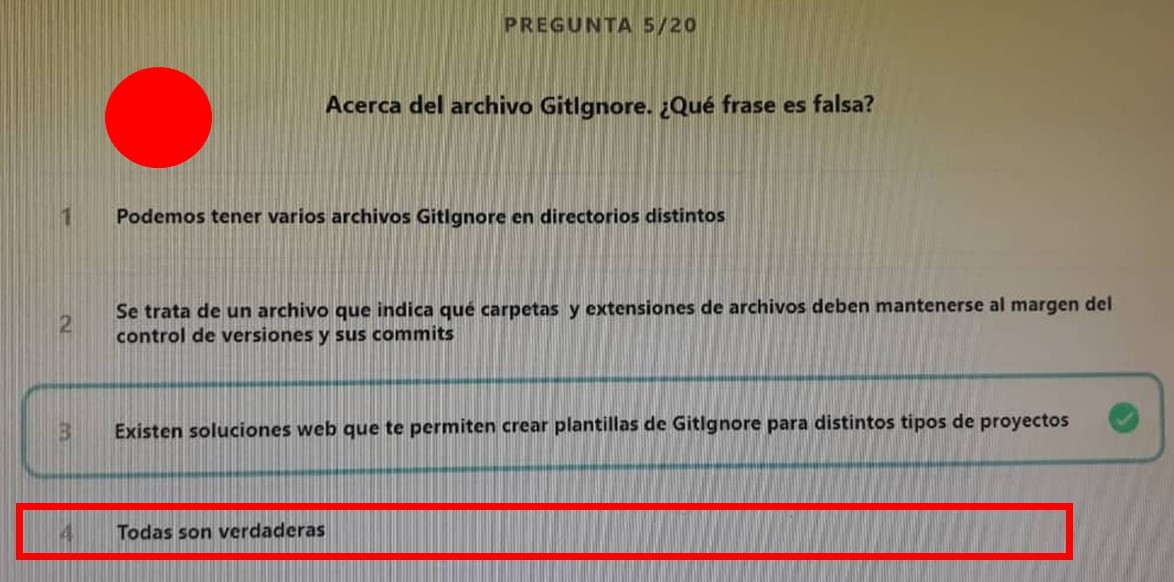 PREGUNTA 5/20
Acerca del archivo GitIgnore. ¿Qué frase es falsa?
1 Podemos tener varios archivos GitIgnore en directorios distintos
2 Se trata de un archivo que indica qué carpetas y extensiones de archivos deben mantenerse al margen del
control de versiones y sus commits
3 Existen soluciones web que te permiten crear plantillas de GitIgnore para distintos tipos de proyectos
4 Todas son verdaderas